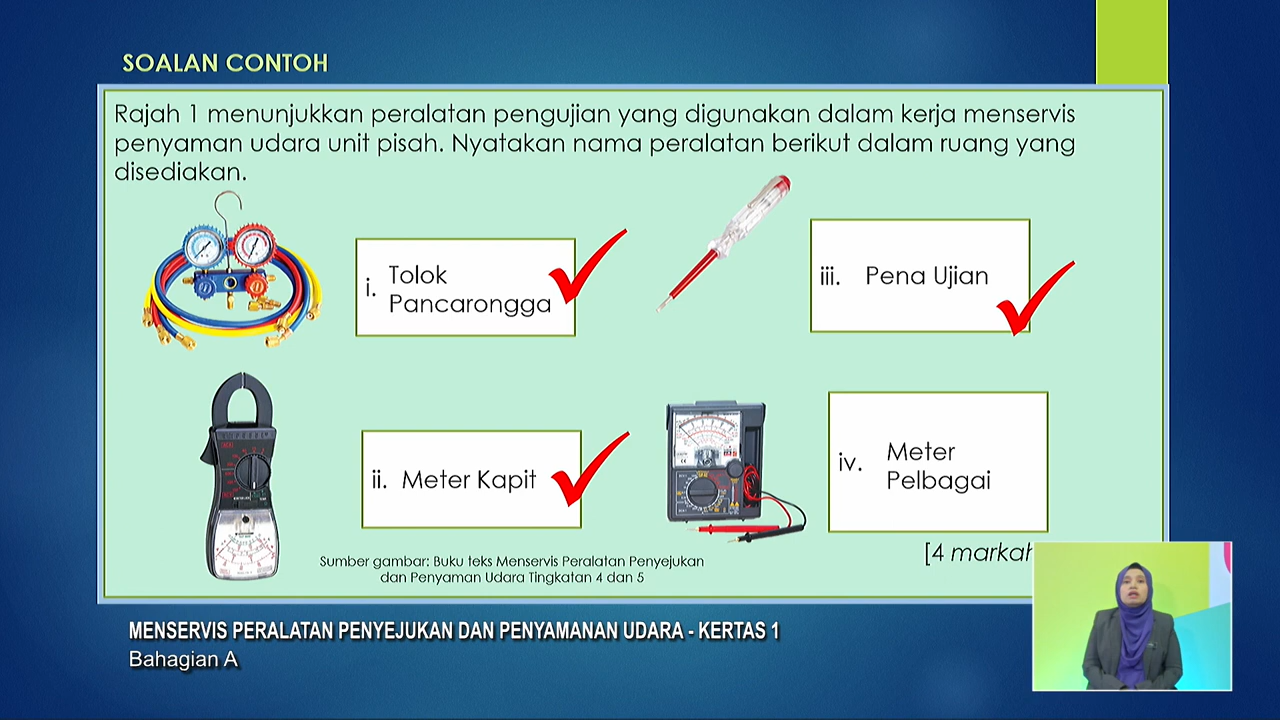 SOALAN CONTOH
Rajah 1 menunjukkan peralatan pengujian yang digunakan dalam kerja menservis
penyaman udara unit pisah. Nyatakan nama peralatan berikut dalam ruang yang
disediakan.
i. Tolok
Pancarongga
iii. Pena Ujian
ii. Meter Kapit
iv. Meter
Pelbagai
[4 markah
Sumber gambar: Buku teks Menservis Peralatan Penyejukan
dan Penyaman Udara Tingkatan 4 dan 5
MENSERVIS PERALATAN PENYEJUKAN DAN PENYAMANAN UDARA - KERTAS 1
Bahagian A